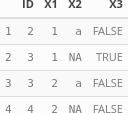 ID X1 X2 X3
1 2 1 a FALSE
2 3 1 NA TRUE
3 3 2 a FALSE
4 4 2 NA FALSE